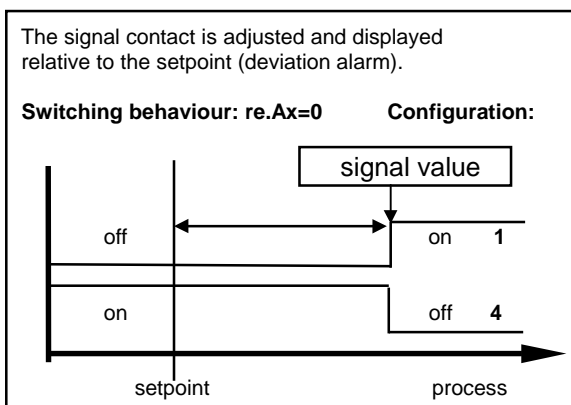 The signal contact is adjusted and displayed
relative to the setpoint (deviation alarm).
Switching behaviour: re.Ax=0 Configuration:
signal value
off on 1
on off 4
setpoint process